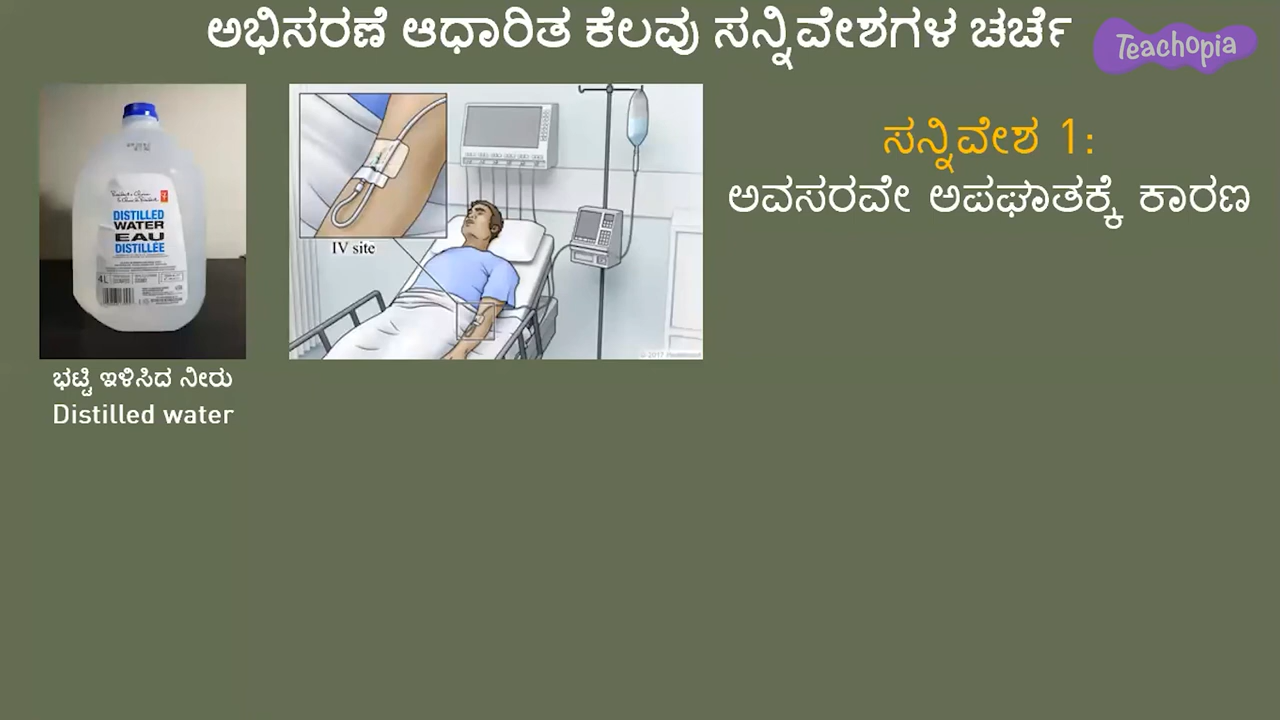 ಅಭಿಸರಣೆ ಆಧಾರಿತ ಕೆಲವು ಸನ್ನಿವೇಶಗಳ ಚರ್ಚೆ
Teachopia
ಸನ್ನಿವೇಶ 1:
ಅವಸರವೇ ಅಪಘಾತಕ್ಕೆ ಕಾರಣ
DISTILLED
WATER
EAU
DISTILLÉE
4L
IV site
ಭಟ್ಟಿ ಇಳಿಸಿದ ನೀರು
Distilled water